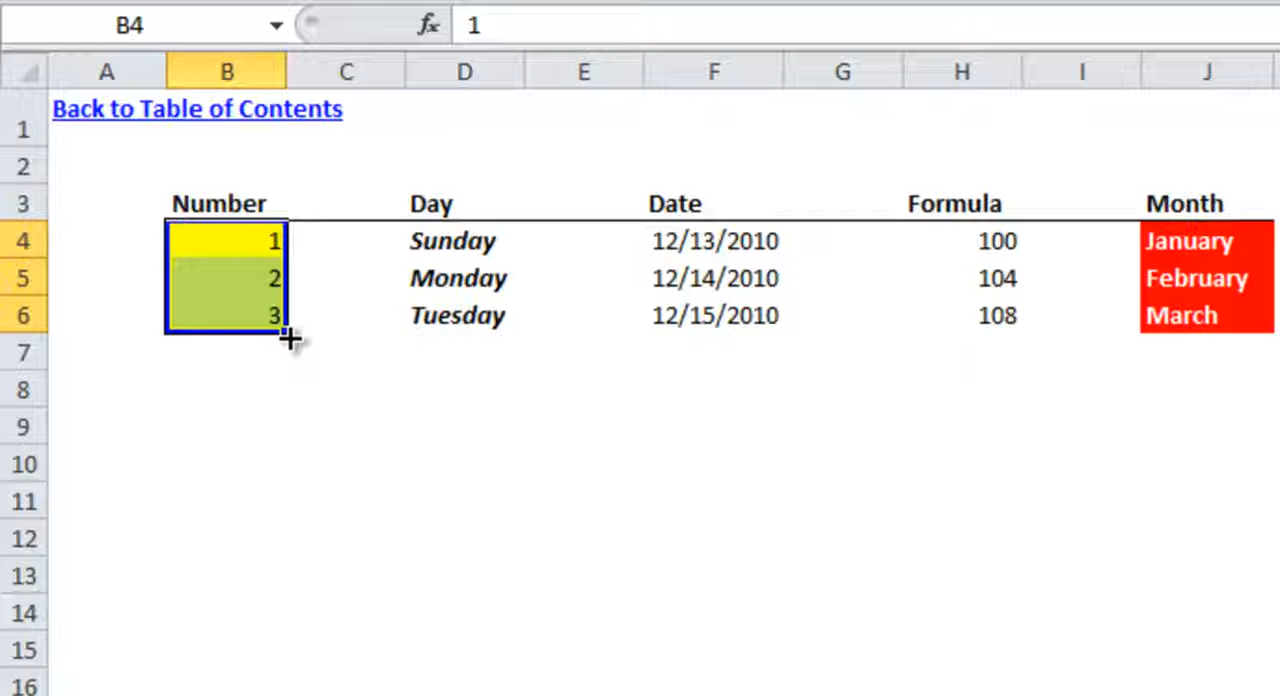 B4 fx 1
A B C D E F G H I J
Back to Table of Contents
1
2
3 Number Day Date Formula Month
4 1 Sunday 12/13/2010 100 January
5 2 Monday 12/14/2010 104 February
6 3 Tuesday 12/15/2010 108 March
7
8
9
10
11
12
13
14
15
16